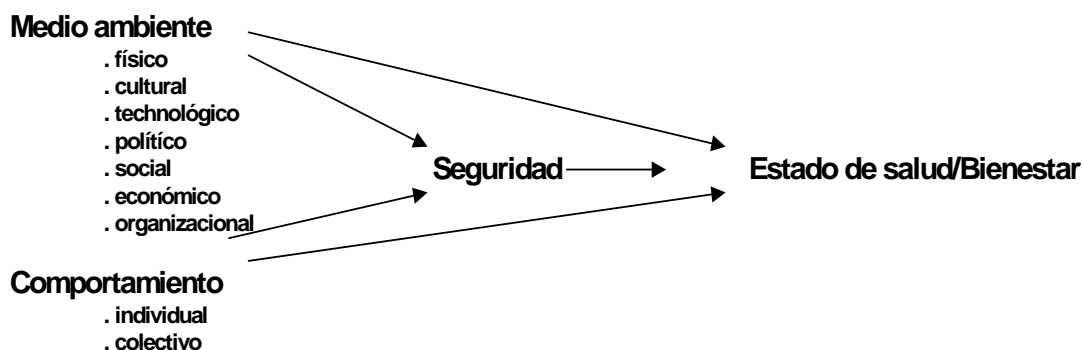 Medio ambiente
. físico
. cultural
. technológico
. polítíco
. social
Seguridad
Estado de salud/Bienestar
. económico
. organizacional
Comportamiento
. individual
. colectivo